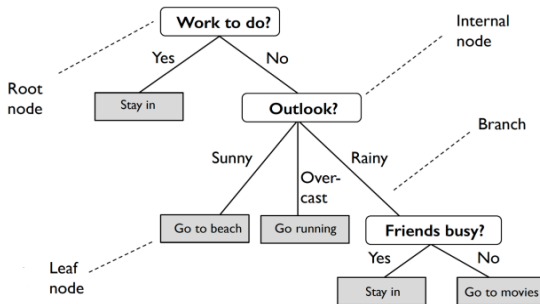 Work to do?
Internal
node
Yes
No
Root
node
Stay in
Outlook?
Branch
Sunny
Over-
cast
Rainy
Go to beach
Go running
Friends busy?
Leaf
node
Yes
No
Stay in
Go to movies